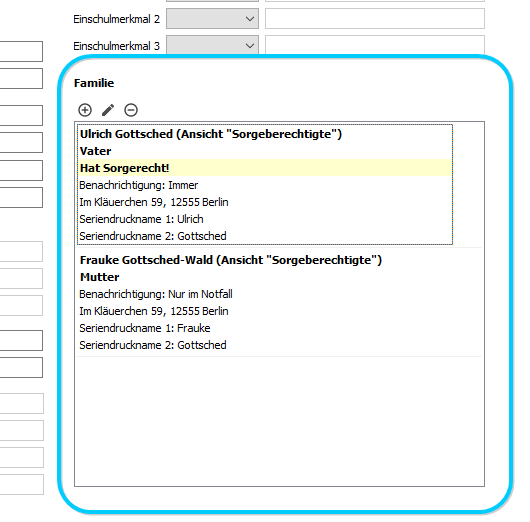 Einschulmerkmal 2
Einschulmerkmal 3
Familie
Ulrich Gottsched (Ansicht "Sorgeberechtigte")
Vater
Hat Sorgerecht!
Benachrichtigung: Immer
Im Kläuerchen 59, 12555 Berlin
Seriendruckname 1: Ulrich
Seriendruckname 2: Gottsched
Frauke Gottsched-Wald (Ansicht "Sorgeberechtigte")
Mutter
Benachrichtigung: Nur im Notfall
Im Kläuerchen 59, 12555 Berlin
Seriendruckname 1: Frauke
Seriendruckname 2: Gottsched